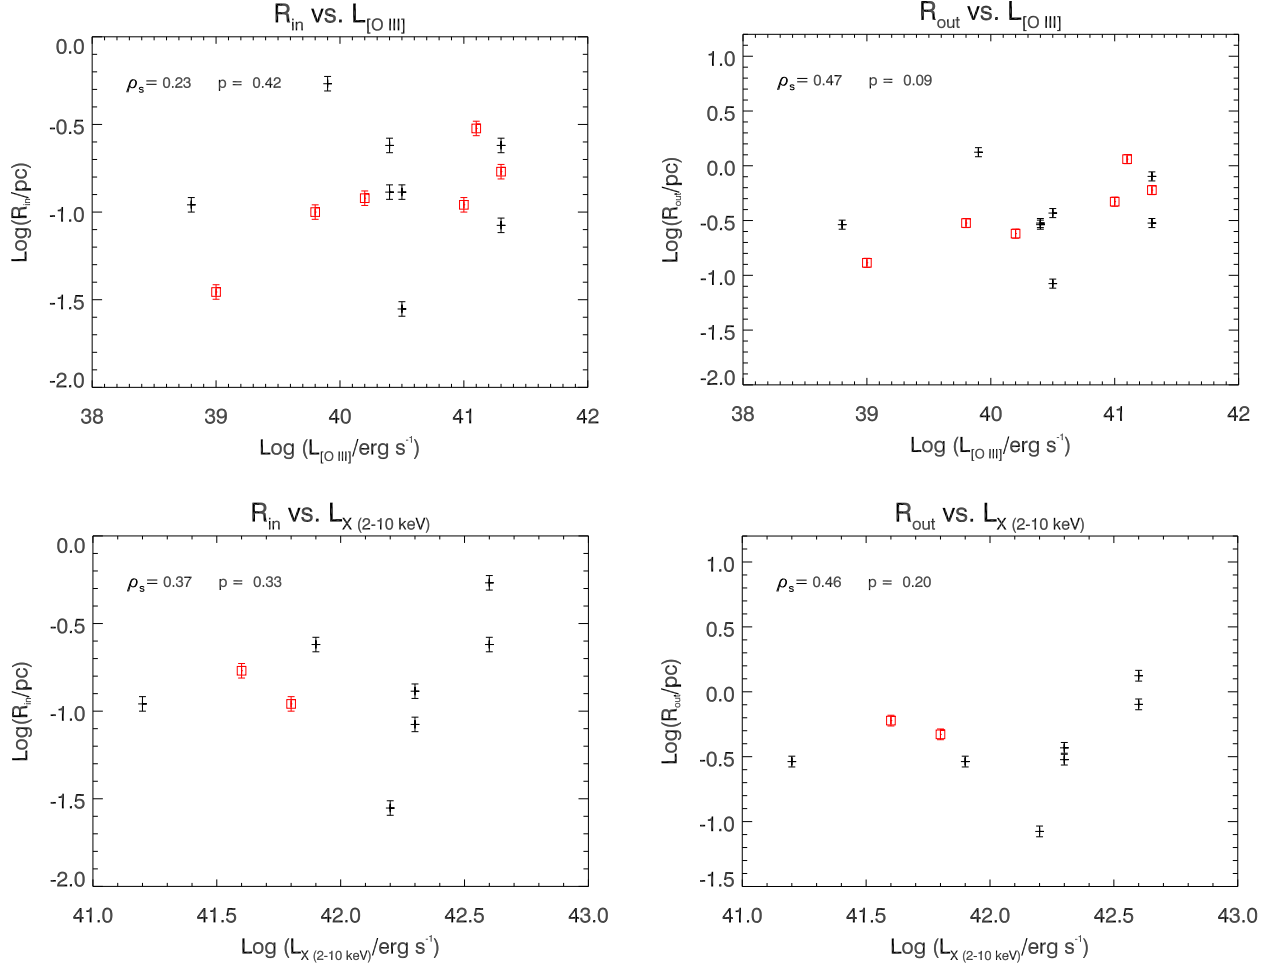 R_in vs. L_[O III]
ρ_s= 0.23 p = 0.42
0.0
-0.5
-1.0
-1.5
-2.0
Log(R_in/pc)
38 39 40 41 42
Log (L_[O III]/erg s^-1)
R_out vs. L_[O III]
ρ_s= 0.47 p = 0.09
1.0
0.5
0.0
-0.5
-1.0
-1.5
-2.0
Log(R_out/pc)
38 39 40 41 42
Log (L_[O III]/erg s^-1)
R_in vs. L_X (2-10 keV)
ρ_s= 0.37 p = 0.33
0.0
-0.5
-1.0
-1.5
-2.0
Log(R_in/pc)
41.0 41.5 42.0 42.5 43.0
Log (L_X (2-10 keV)/erg s^-1)
R_out vs. L_X (2-10 keV)
ρ_s= 0.46 p = 0.20
1.0
0.5
0.0
-0.5
-1.0
-1.5
Log(R_out/pc)
41.0 41.5 42.0 42.5 43.0
Log (L_X (2-10 keV)/erg s^-1)